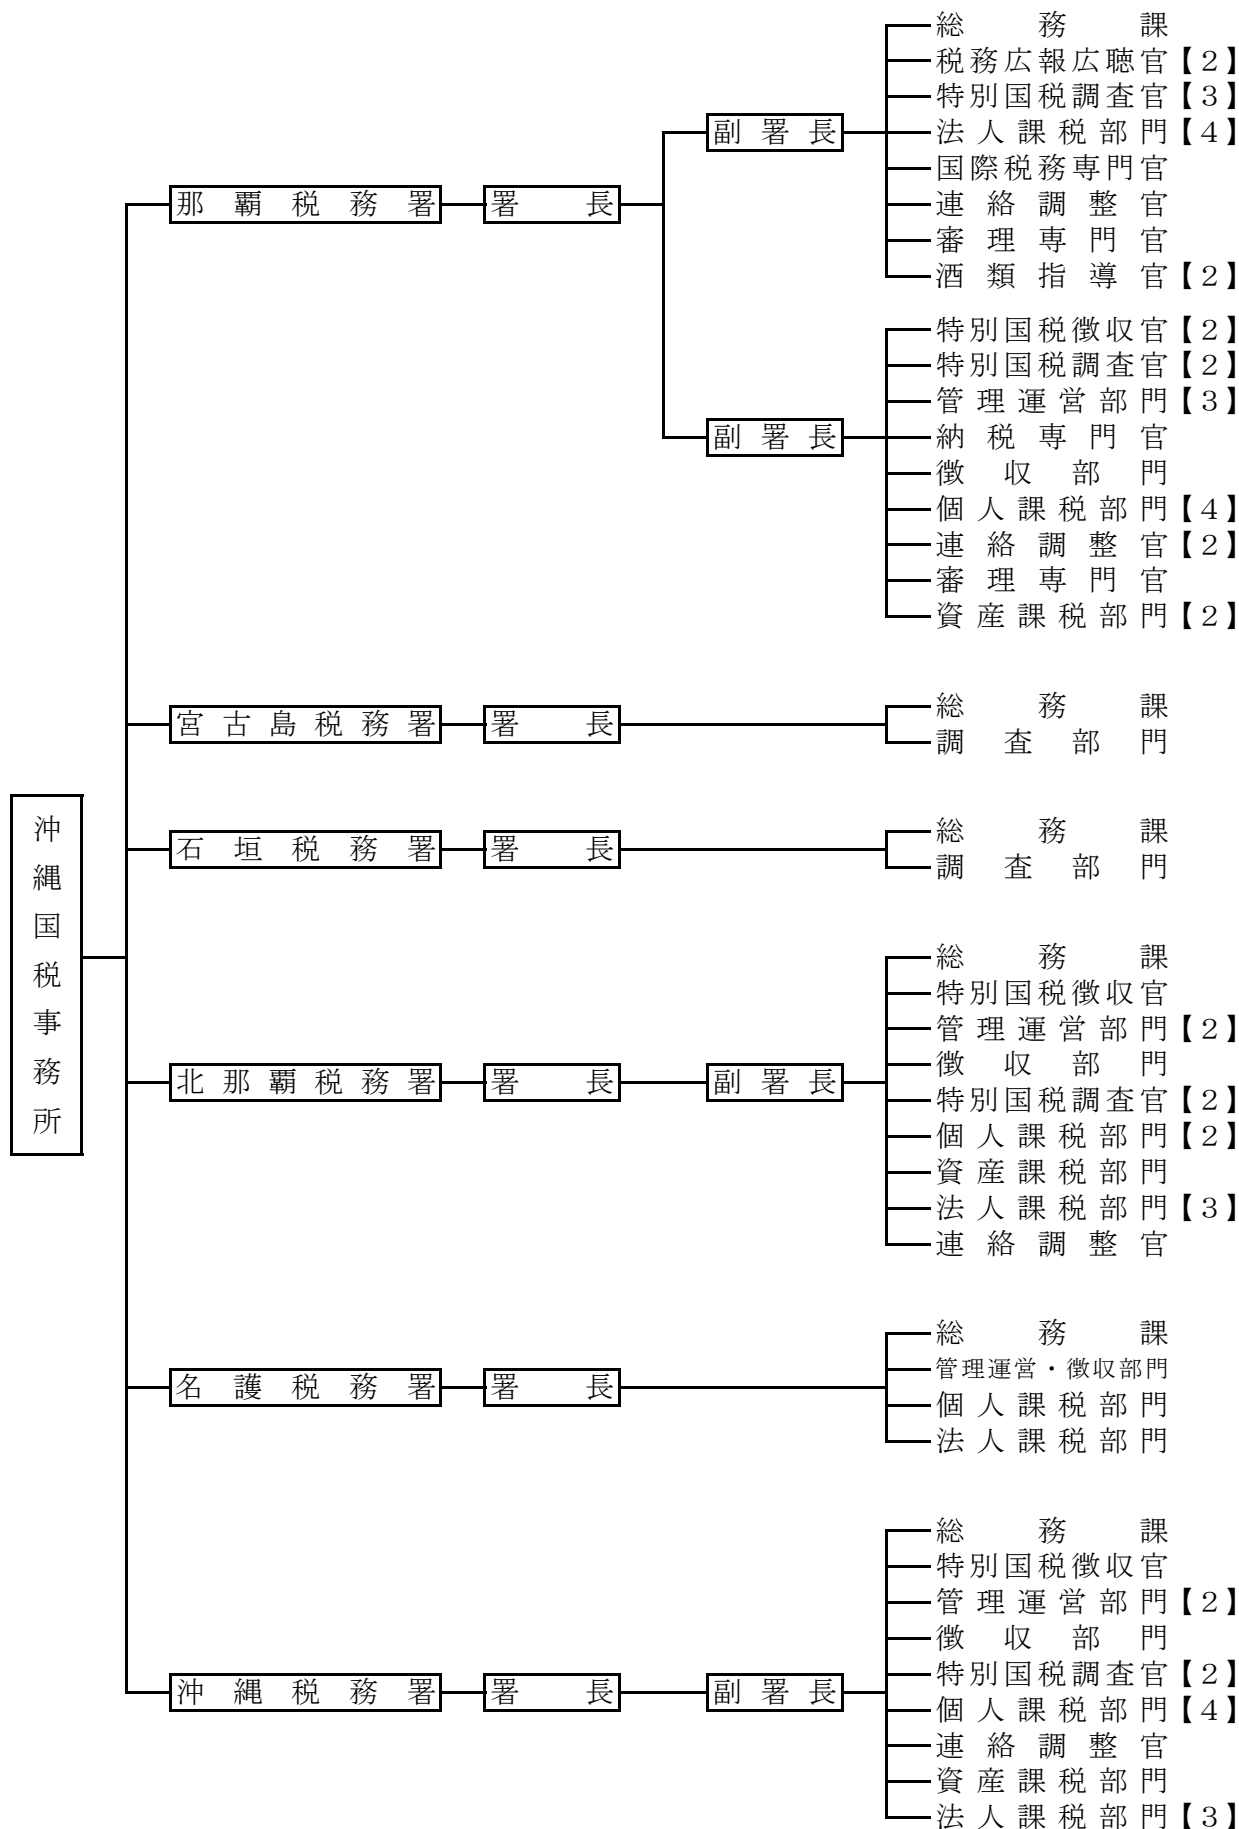 沖縄国税事務所
那覇税務署
署長
副署長
総務課
税務広報広聴官【２】
特別国税調査官【３】
法人課税部門【４】
国際税務専門官
連絡調整官
審理専門官
酒類指導官【２】
副署長
特別国税徴収官【２】
特別国税調査官【２】
管理運営部門【３】
納税専門官
徴収部門
個人課税部門【４】
連絡調整官【２】
審理専門官
資産課税部門【２】
宮古島税務署
署長
総務課
調査部門
石垣税務署
署長
総務課
調査部門
北那覇税務署
署長
副署長
総務課
特別国税徴収官
管理運営部門【２】
徴収部門
特別国税調査官【２】
個人課税部門【２】
資産課税部門
法人課税部門【３】
連絡調整官
名護税務署
署長
総務課
管理運営・徴収部門
個人課税部門
法人課税部門
沖縄税務署
署長
副署長
総務課
特別国税徴収官
管理運営部門【２】
徴収部門
特別国税調査官【２】
個人課税部門【４】
連絡調整官
資産課税部門
法人課税部門【３】